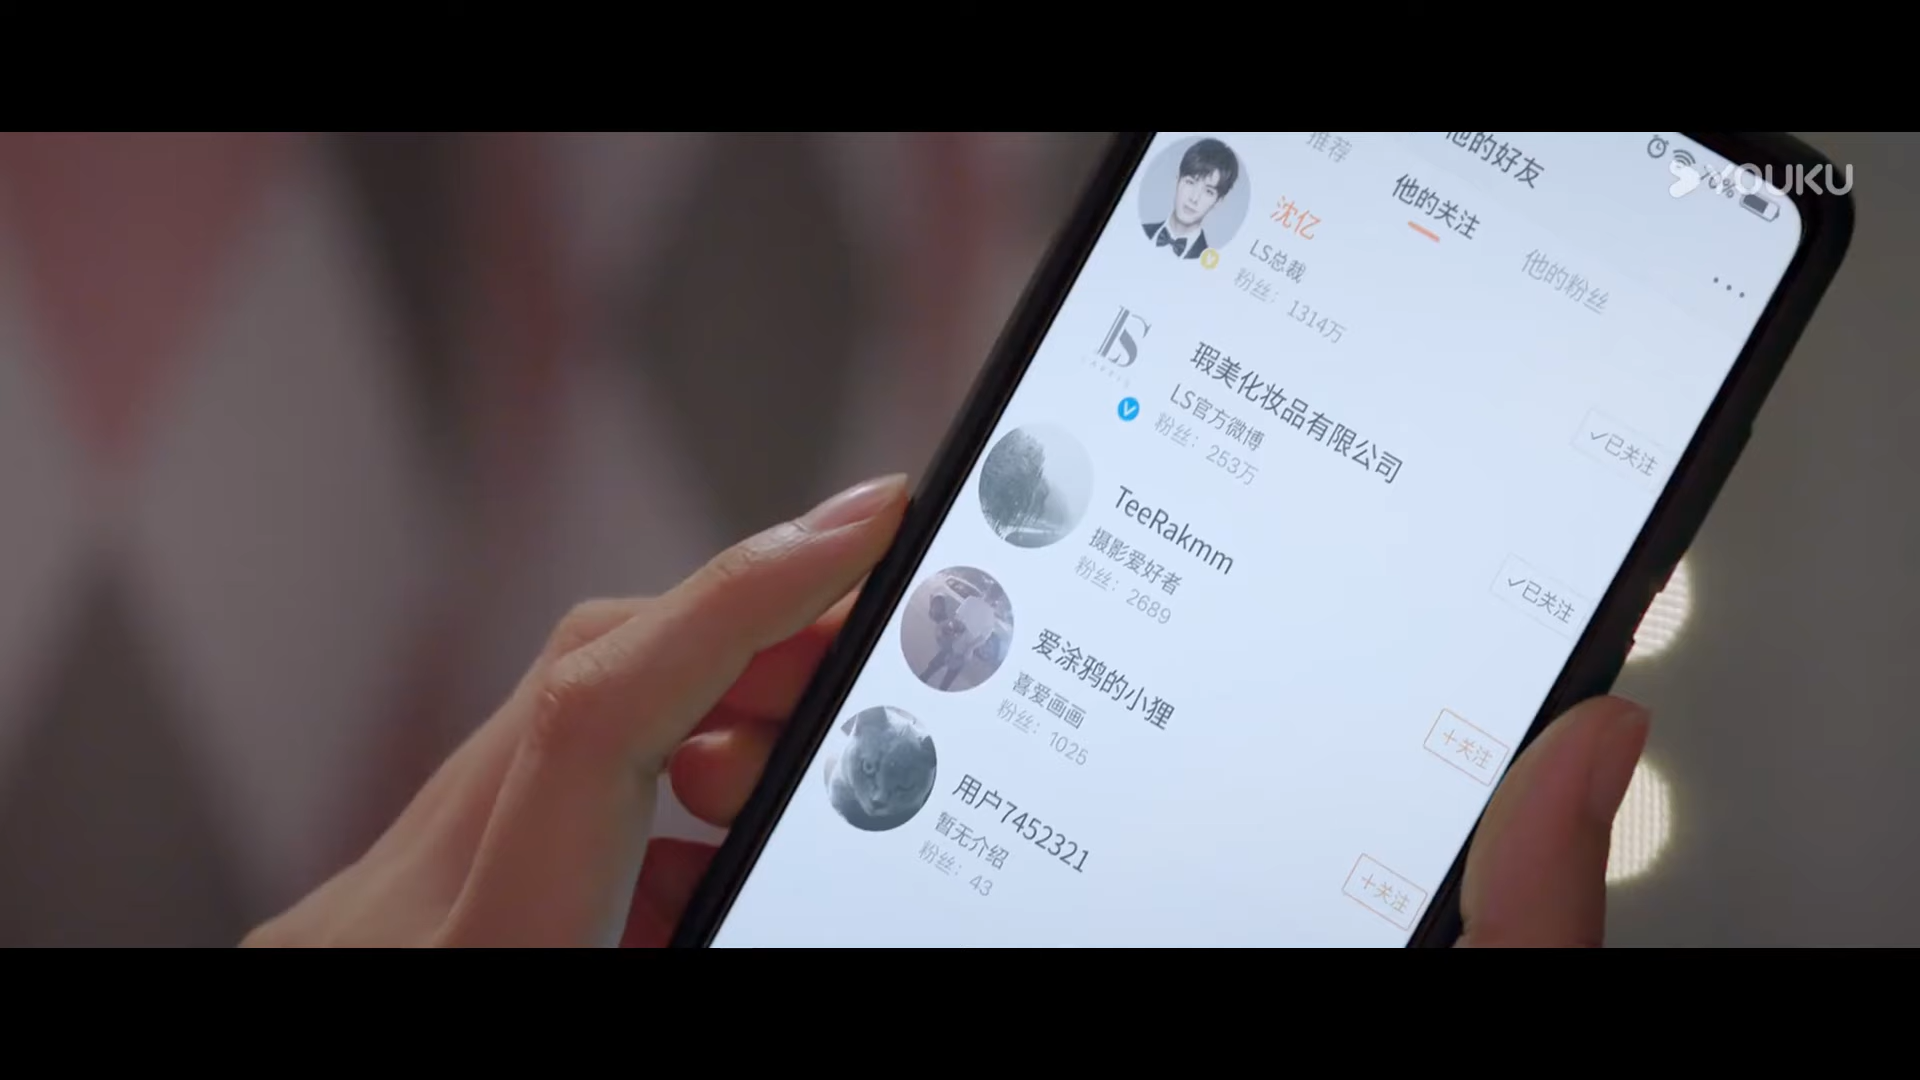 YOUKU
70%
他的好友
推荐
他的关注
他的粉丝
沈亿
LS总裁
粉丝：1314万
LS
瑕美化妆品有限公司
LS官方微博
粉丝：253万
✓已关注
TeeRakmm
摄影爱好者
粉丝：2689
✓已关注
爱涂鸦的小狸
喜爱画画
粉丝：1025
+关注
用户7452321
暂无介绍
粉丝：43
+关注